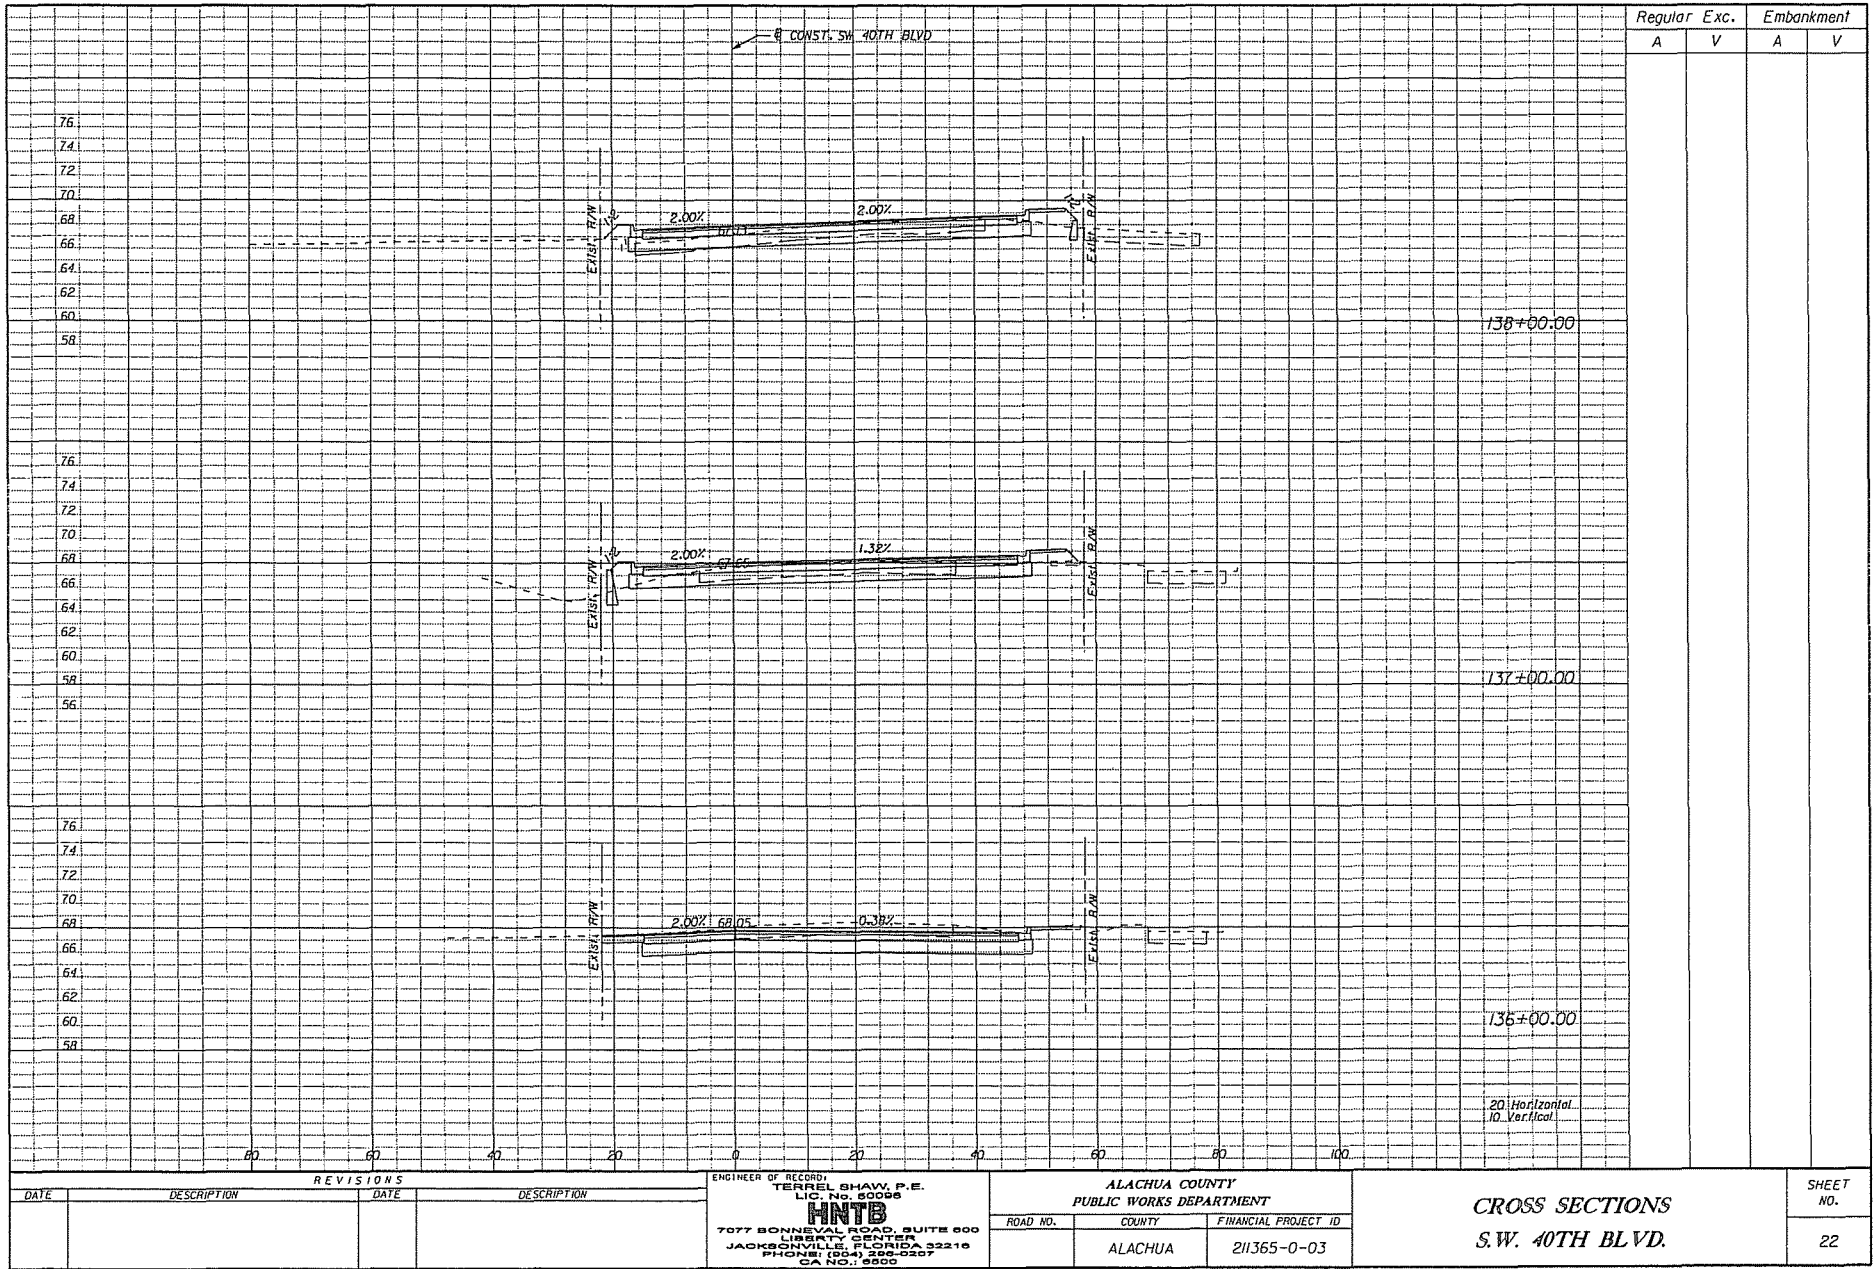 Regular Exc.
Embankment
A
V
A
V
CONST. SW 40TH BLVD
76
74
72
70
68
66
64
62
60
58
Exist. R/W
1:2
2.00%
2.00%
Exist. R/W
138+00.00
76
74
72
70
68
66
64
62
60
58
56
Exist. R/W
1:2
2.00%
67.65
1.32%
Exist. R/W
137+00.00
76
74
72
70
68
66
64
62
60
58
Exist. R/W
2.00%
68.05
0.38%
Exist. R/W
136+00.00
20 Horizontal
10 Vertical
80
60
40
20
0
20
40
60
80
100
REVISIONS
DATE
DESCRIPTION
DATE
DESCRIPTION
ENGINEER OF RECORD:
TERREL SHAW, P.E.
LIC. No. 50096
HNTB
7077 BONNEVAL ROAD, SUITE 600
LIBERTY CENTER
JACKSONVILLE, FLORIDA 32216
PHONE: (904) 296-0207
CA NO.: 6500
ALACHUA COUNTY
PUBLIC WORKS DEPARTMENT
ROAD NO.
COUNTY
FINANCIAL PROJECT ID
ALACHUA
211365-0-03
CROSS SECTIONS
S.W. 40TH BLVD.
SHEET
NO.
22